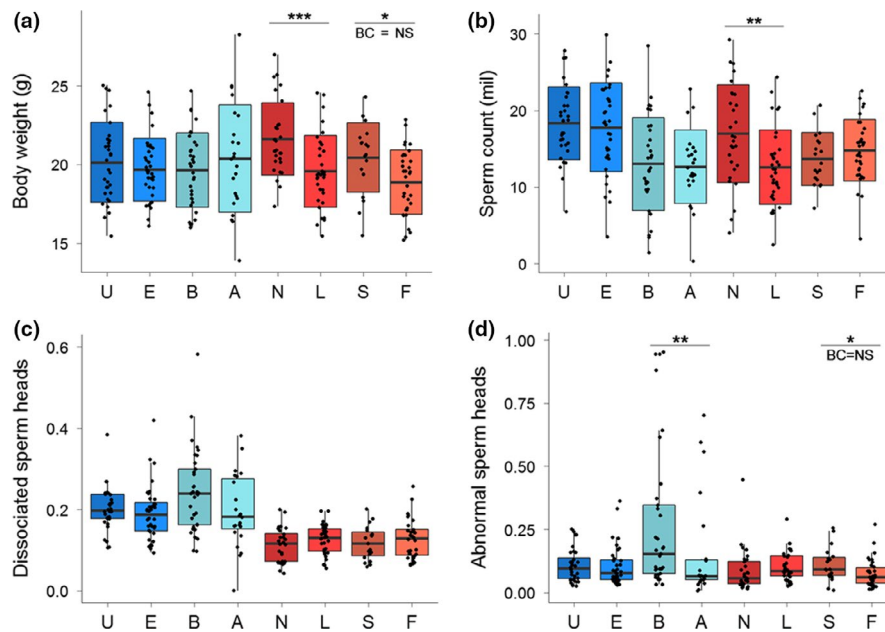 (a)
***
*
BC = NS
Body weight (g)
25
20
15
U E B A N L S F
(b)
**
Sperm count (mil)
30
20
10
0
U E B A N L S F
(c)
Dissociated sperm heads
0.6
0.4
0.2
0.0
U E B A N L S F
(d)
**
*
BC=NS
Abnormal sperm heads
1.00
0.75
0.50
0.25
0.00
U E B A N L S F